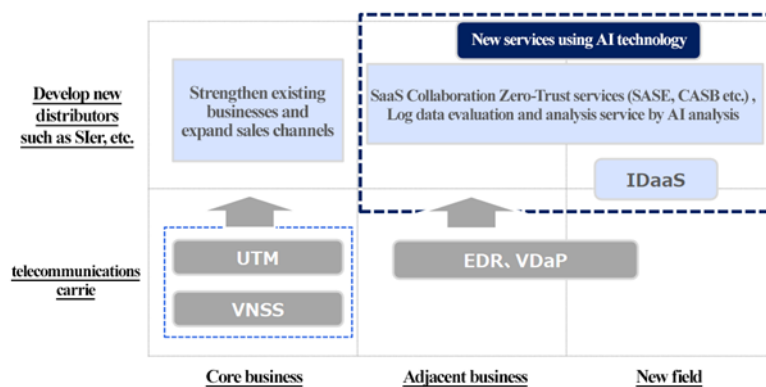 New services using AI technology
Develop new
distributors
such as SIer, etc.
Strengthen existing
businesses and
expand sales channels
SaaS Collaboration Zero-Trust services (SASE, CASB etc.) ,
Log data evaluation and analysis service by AI analysis
IDaaS
telecommunications
carrie
UTM
VNSS
EDR、VDaP
Core business
Adjacent business
New field